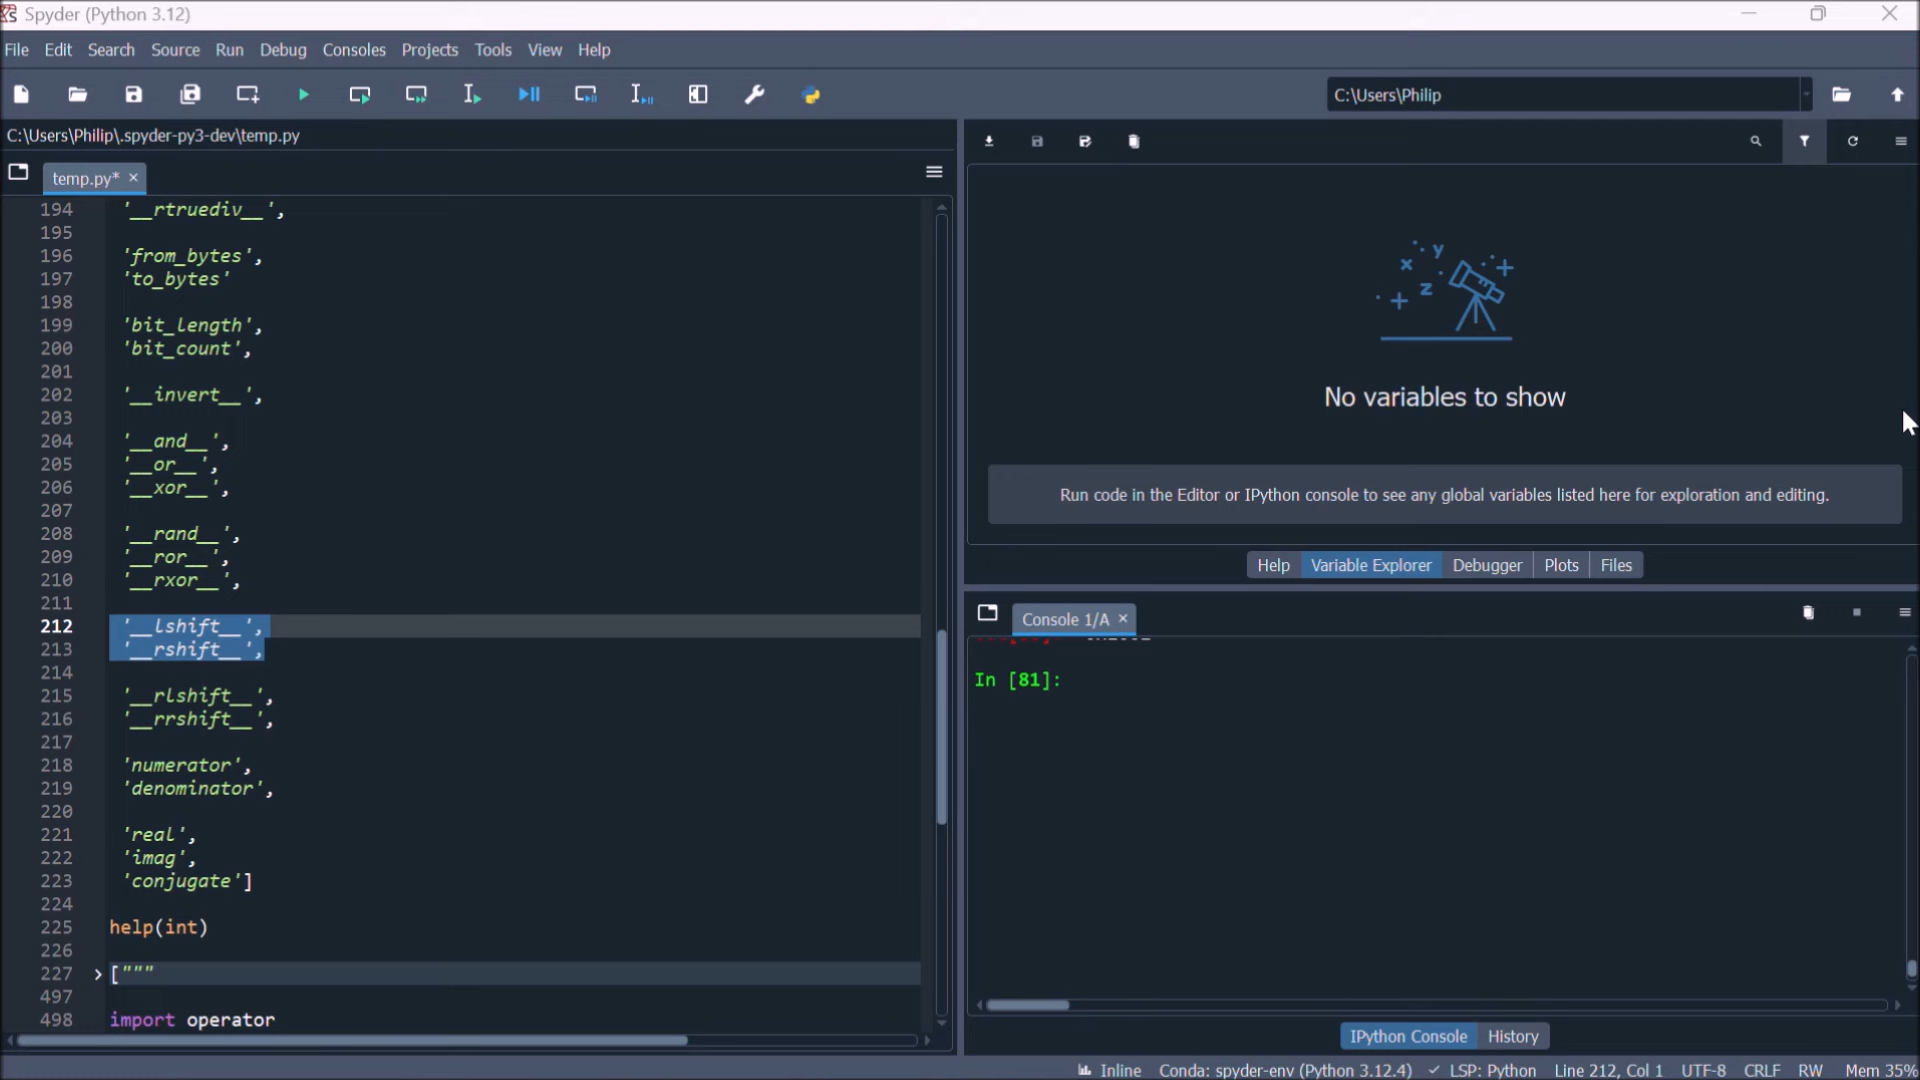 Spyder (Python 3.12)
File Edit Search Source Run Debug Consoles Projects Tools View Help
C:\Users\Philip
C:\Users\Philip\.spyder-py3-dev\temp.py
temp.py*
194 '__rtruediv__',
195
196 'from_bytes',
197 'to_bytes'
198
199 'bit_length',
200 'bit_count',
201
202 '__invert__',
203
204 '__and__',
205 '__or__',
206 '__xor__',
207
208 '__rand__',
209 '__ror__',
210 '__rxor__',
211
212 '__lshift__',
213 '__rshift__',
214
215 '__rlshift__',
216 '__rrshift__',
217
218 'numerator',
219 'denominator',
220
221 'real',
222 'imag',
223 'conjugate']
224
225 help(int)
226
227 ["""
497
498 import operator
x y z
No variables to show
Run code in the Editor or IPython console to see any global variables listed here for exploration and editing.
Help Variable Explorer Debugger Plots Files
Console 1/A
In [81]:
IPython Console History
Inline Conda: spyder-env (Python 3.12.4) LSP: Python Line 212, Col 1 UTF-8 CRLF RW Mem 35%